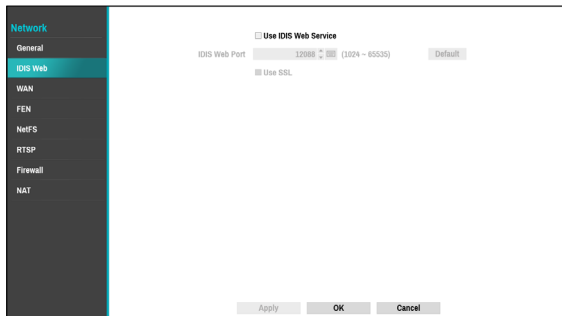 Network
General
IDIS Web
WAN
FEN
NetFS
RTSP
Firewall
NAT
Use IDIS Web Service
IDIS Web Port 12088 (1024 ~ 65535) Default
Use SSL
Apply OK Cancel